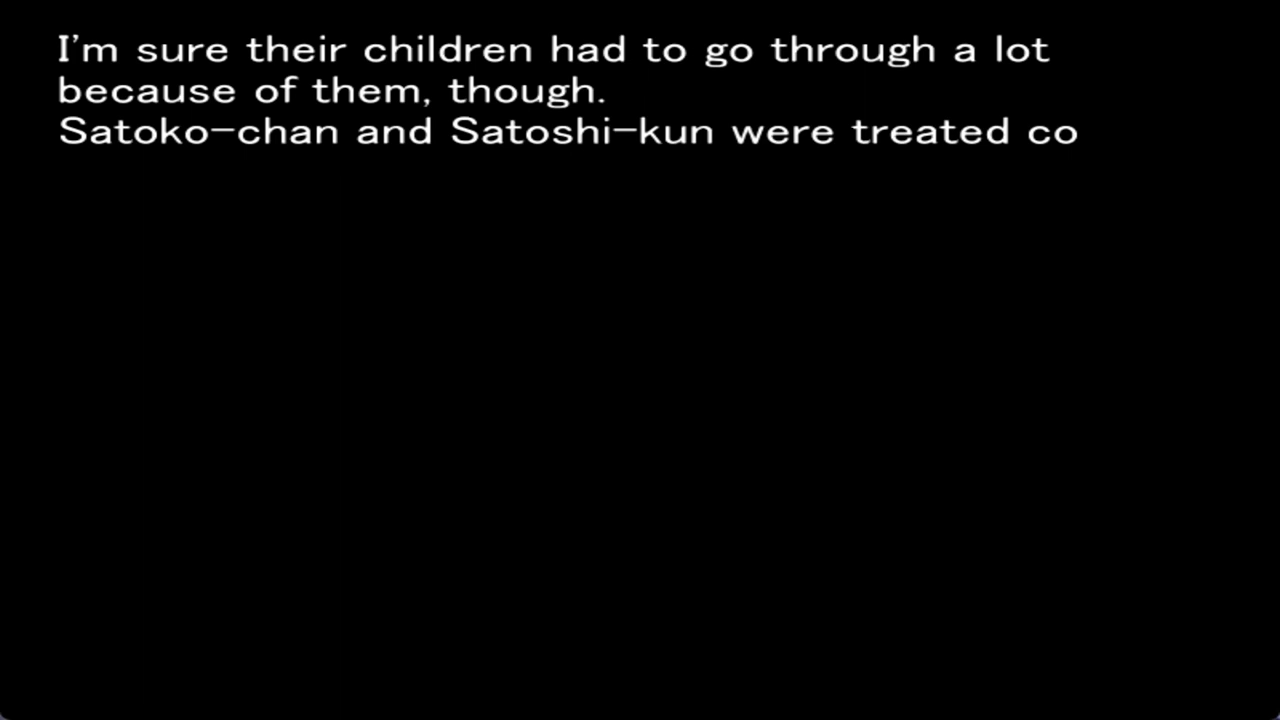 I'm sure their children had to go through a lot
because of them, though.
Satoko-chan and Satoshi-kun were treated co